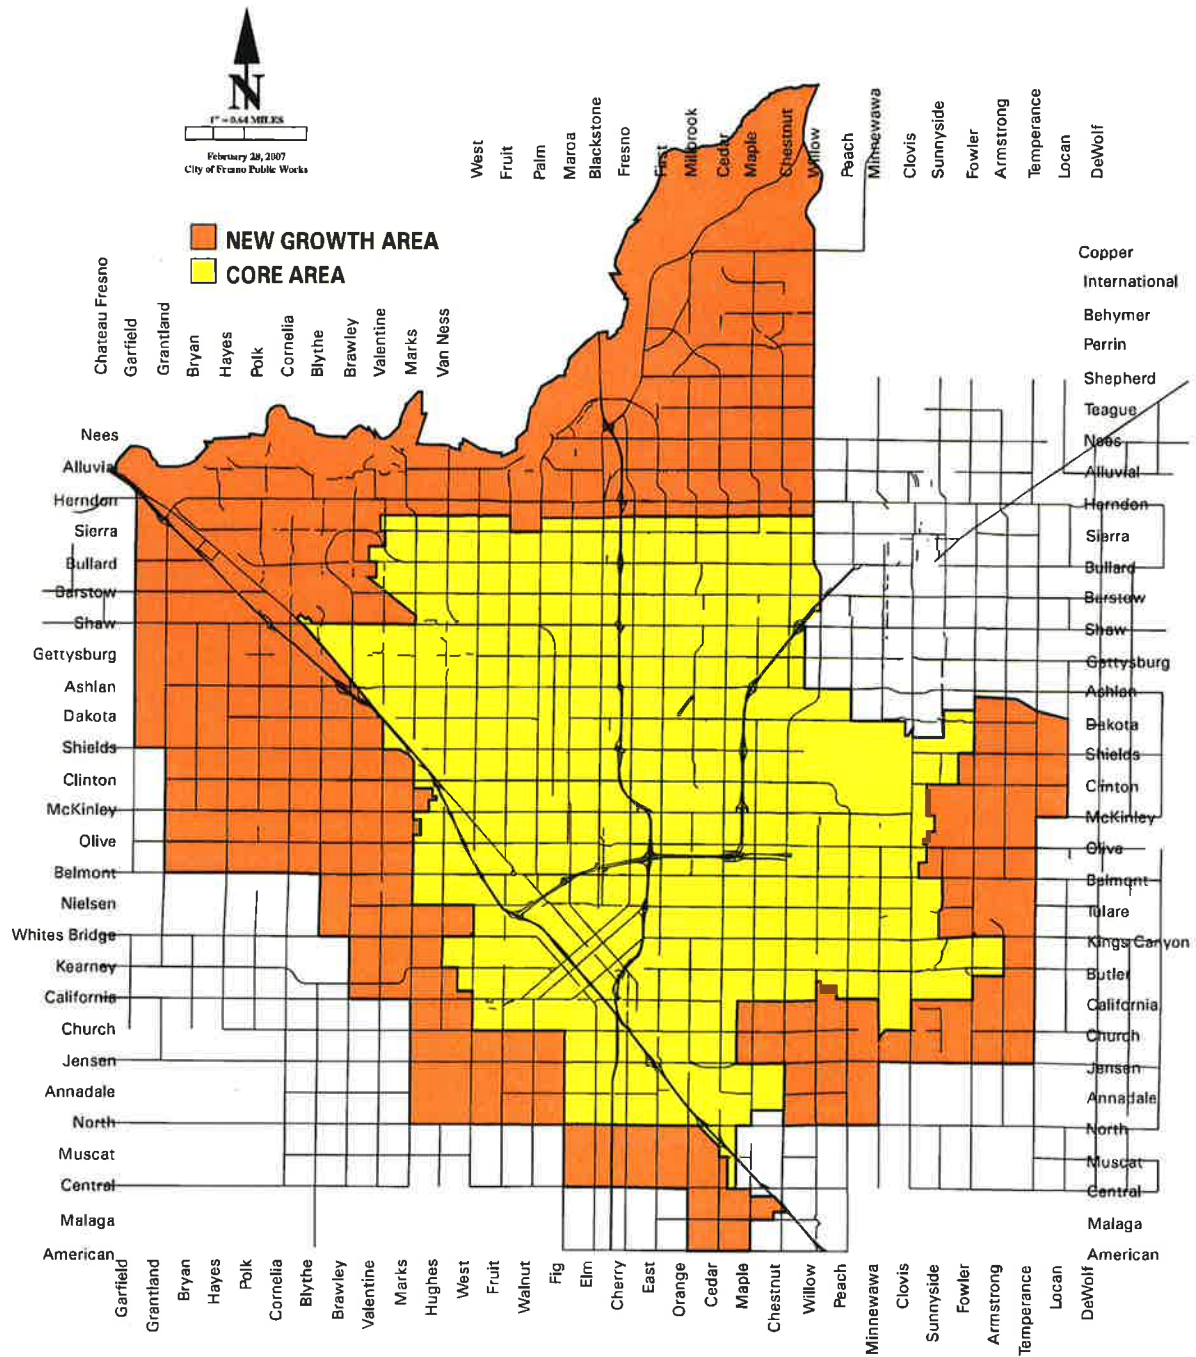 N
1" = 0.64 MILES
February 28, 2007
City of Fresno Public Works
NEW GROWTH AREA
CORE AREA
West
Fruit
Palm
Maroa
Blackstone
Fresno
First
Millbrook
Cedar
Maple
Chestnut
Willow
Peach
Minnewawa
Clovis
Sunnyside
Fowler
Armstrong
Temperance
Locan
DeWolf
Chateau Fresno
Garfield
Grantland
Bryan
Hayes
Polk
Cornelia
Blythe
Brawley
Valentine
Marks
Van Ness
Nees
Alluvial
Herndon
Sierra
Bullard
Barstow
Shaw
Gettysburg
Ashlan
Dakota
Shields
Clinton
McKinley
Olive
Belmont
Nielsen
Whites Bridge
Kearney
California
Church
Jensen
Annadale
North
Muscat
Central
Malaga
American
Copper
International
Behymer
Perrin
Shepherd
Teague
Nees
Alluvial
Herndon
Sierra
Bullard
Barstow
Shaw
Gettysburg
Ashlan
Dakota
Shields
Clinton
McKinley
Olive
Belmont
Tulare
Kings Canyon
Butler
California
Church
Jensen
Annadale
North
Muscat
Central
Malaga
American
Garfield
Grantland
Bryan
Hayes
Polk
Cornelia
Blythe
Brawley
Valentine
Marks
Hughes
West
Fruit
Walnut
Fig
Elm
Cherry
East
Orange
Cedar
Maple
Chestnut
Willow
Peach
Minnewawa
Clovis
Sunnyside
Fowler
Armstrong
Temperance
Locan
DeWolf